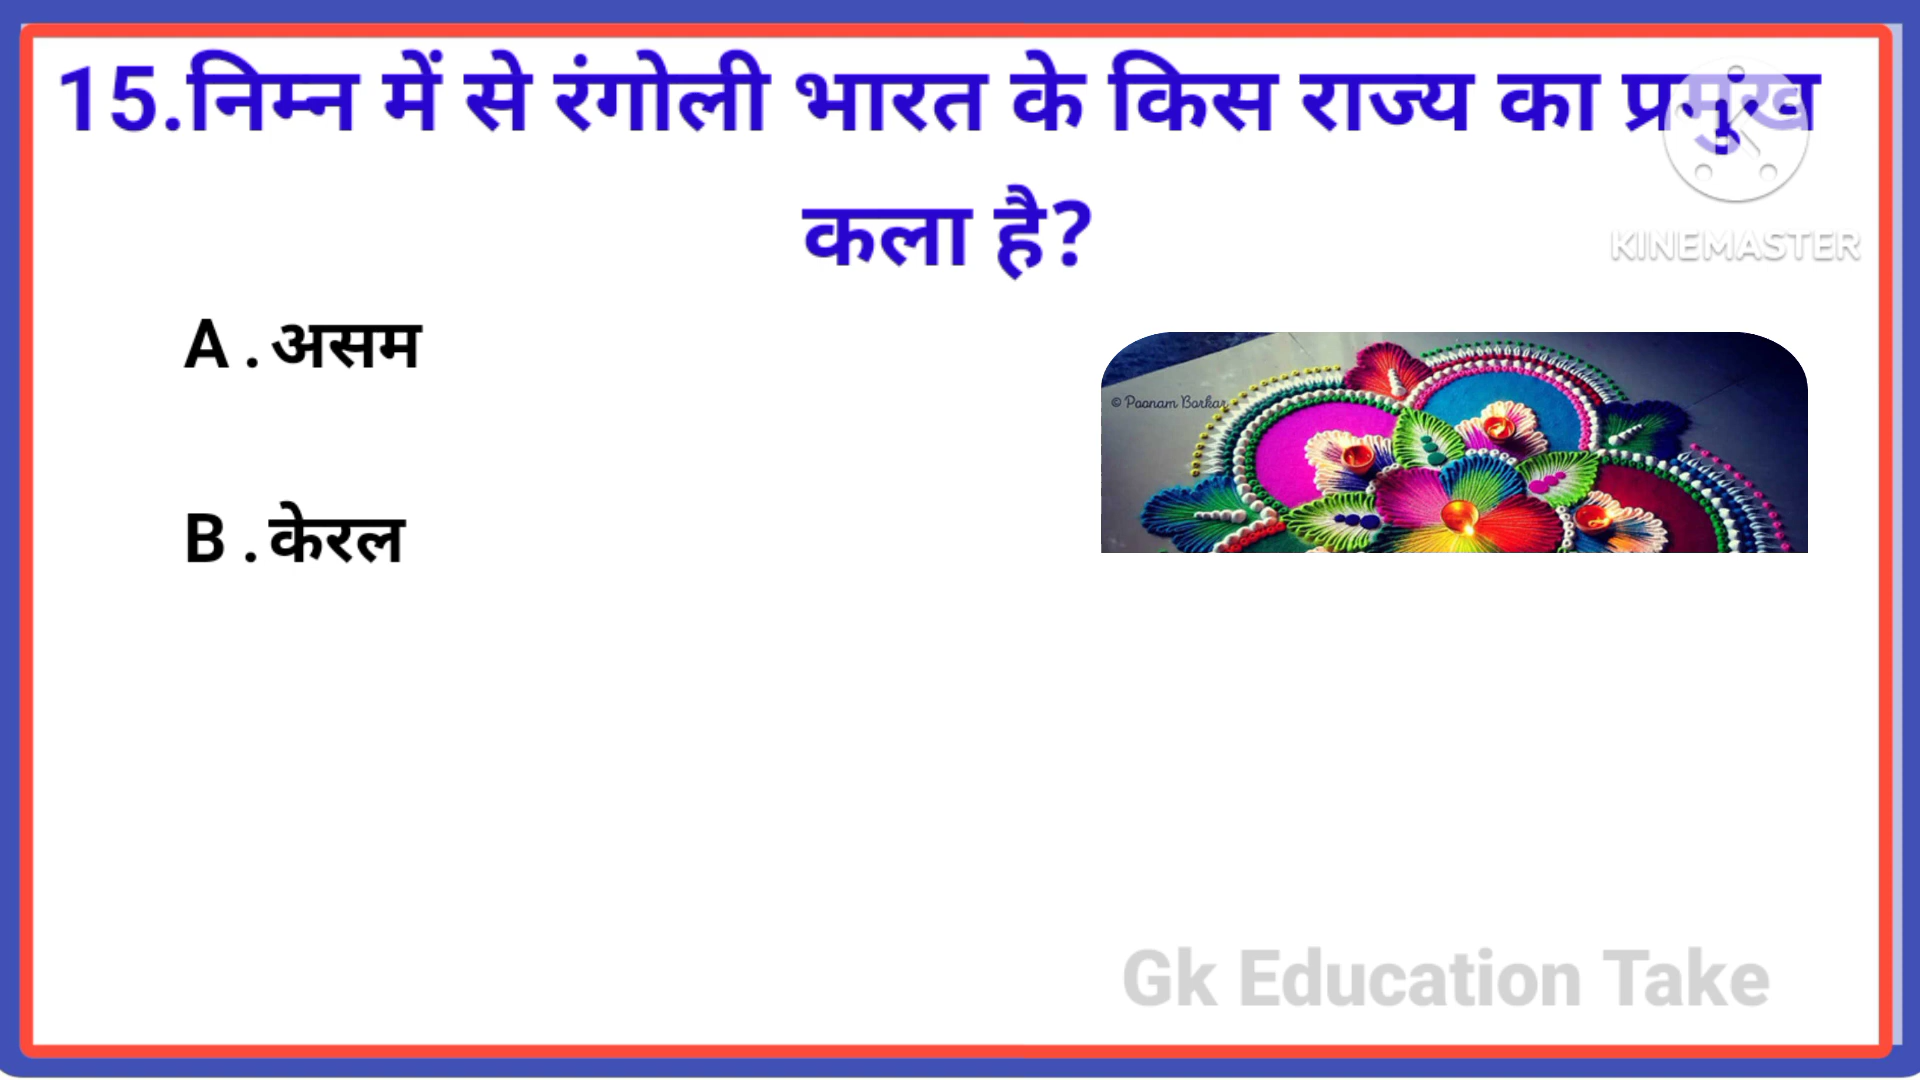 15.निम्न में से रंगोली भारत के किस राज्य का प्रमुख
कला है?
KINEMASTER
A . असम
© Poonam Borkar
B . केरल
Gk Education Take